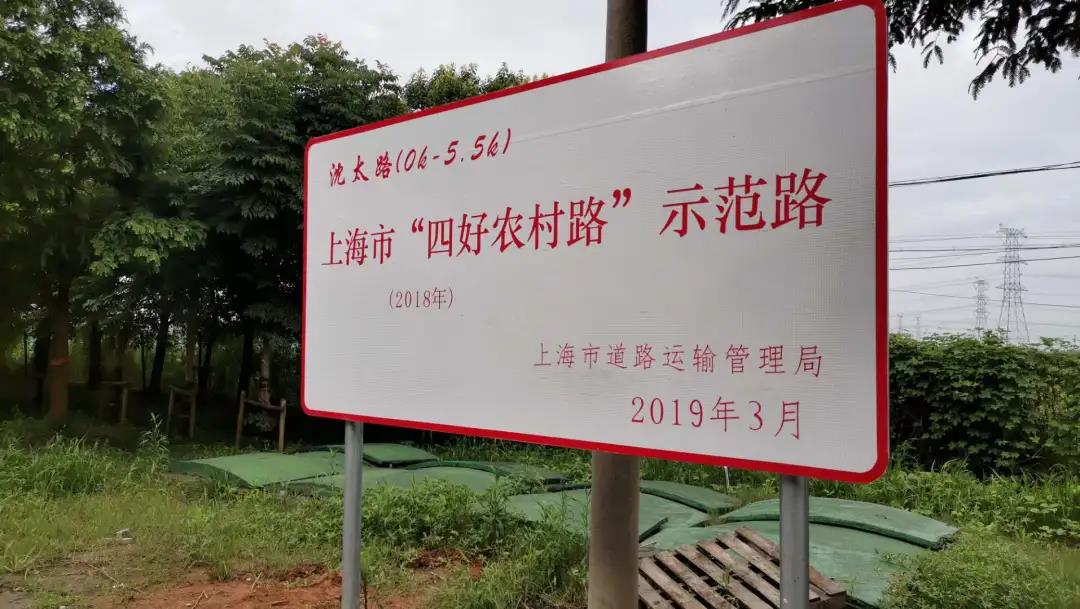 沈太路(0k-5.5k)
上海市“四好农村路”示范路
(2018年)
上海市道路运输管理局
2019年3月